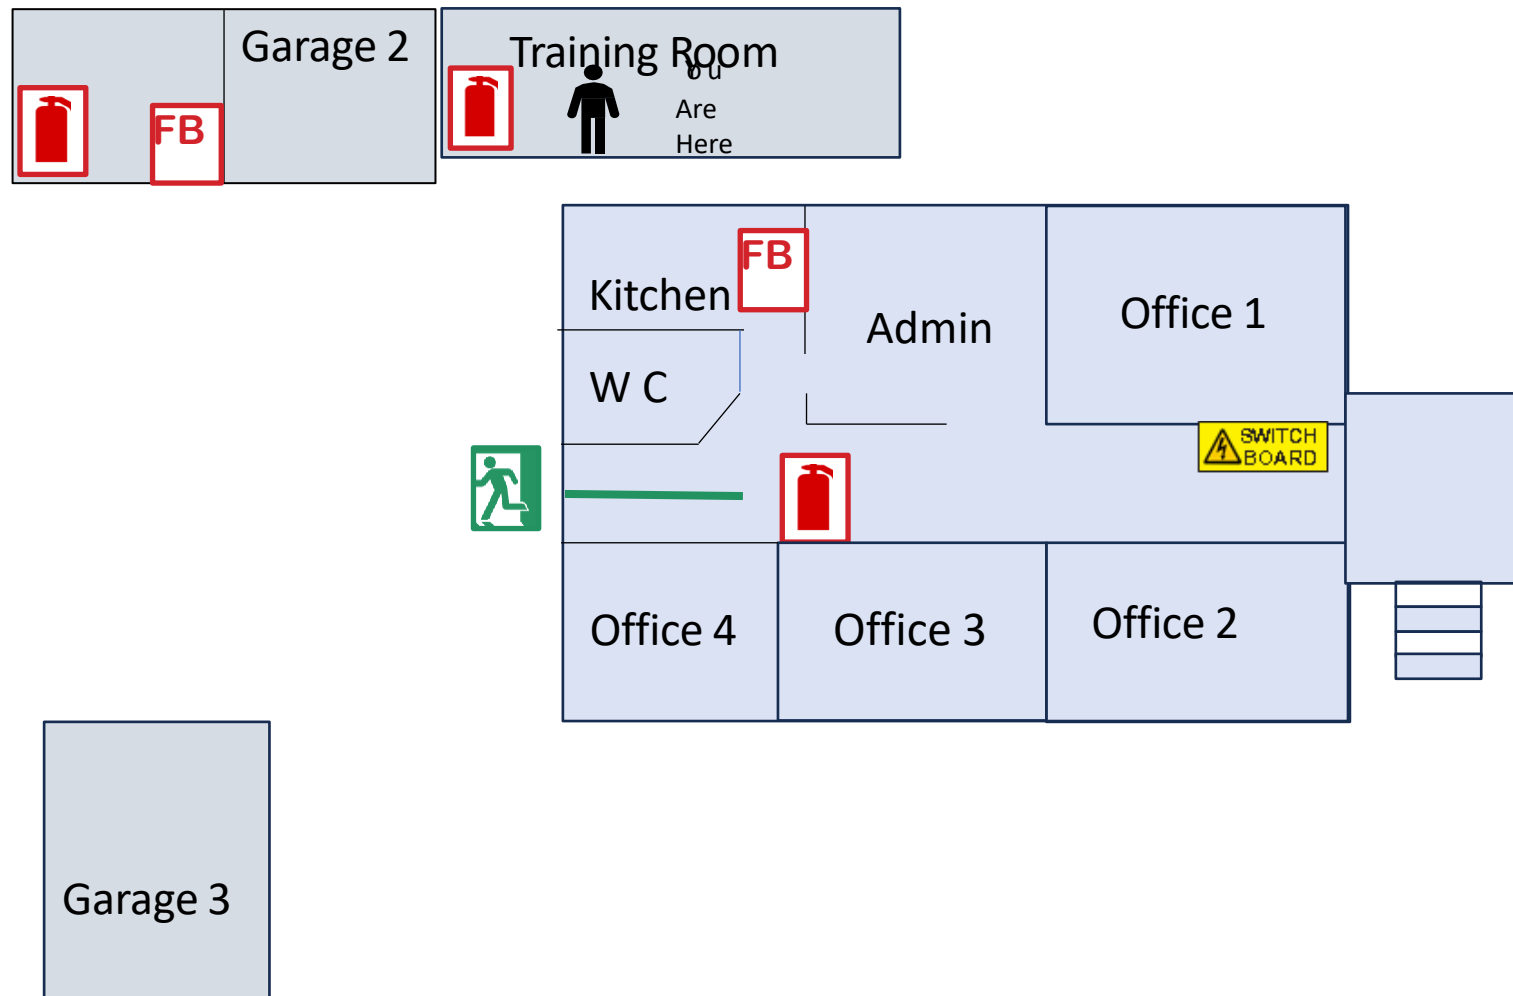 Garage 2
Training Room
You
Are
Here
FB
FB
Kitchen
Admin
Office 1
W C
SWITCH
BOARD
Office 4
Office 3
Office 2
Garage 3